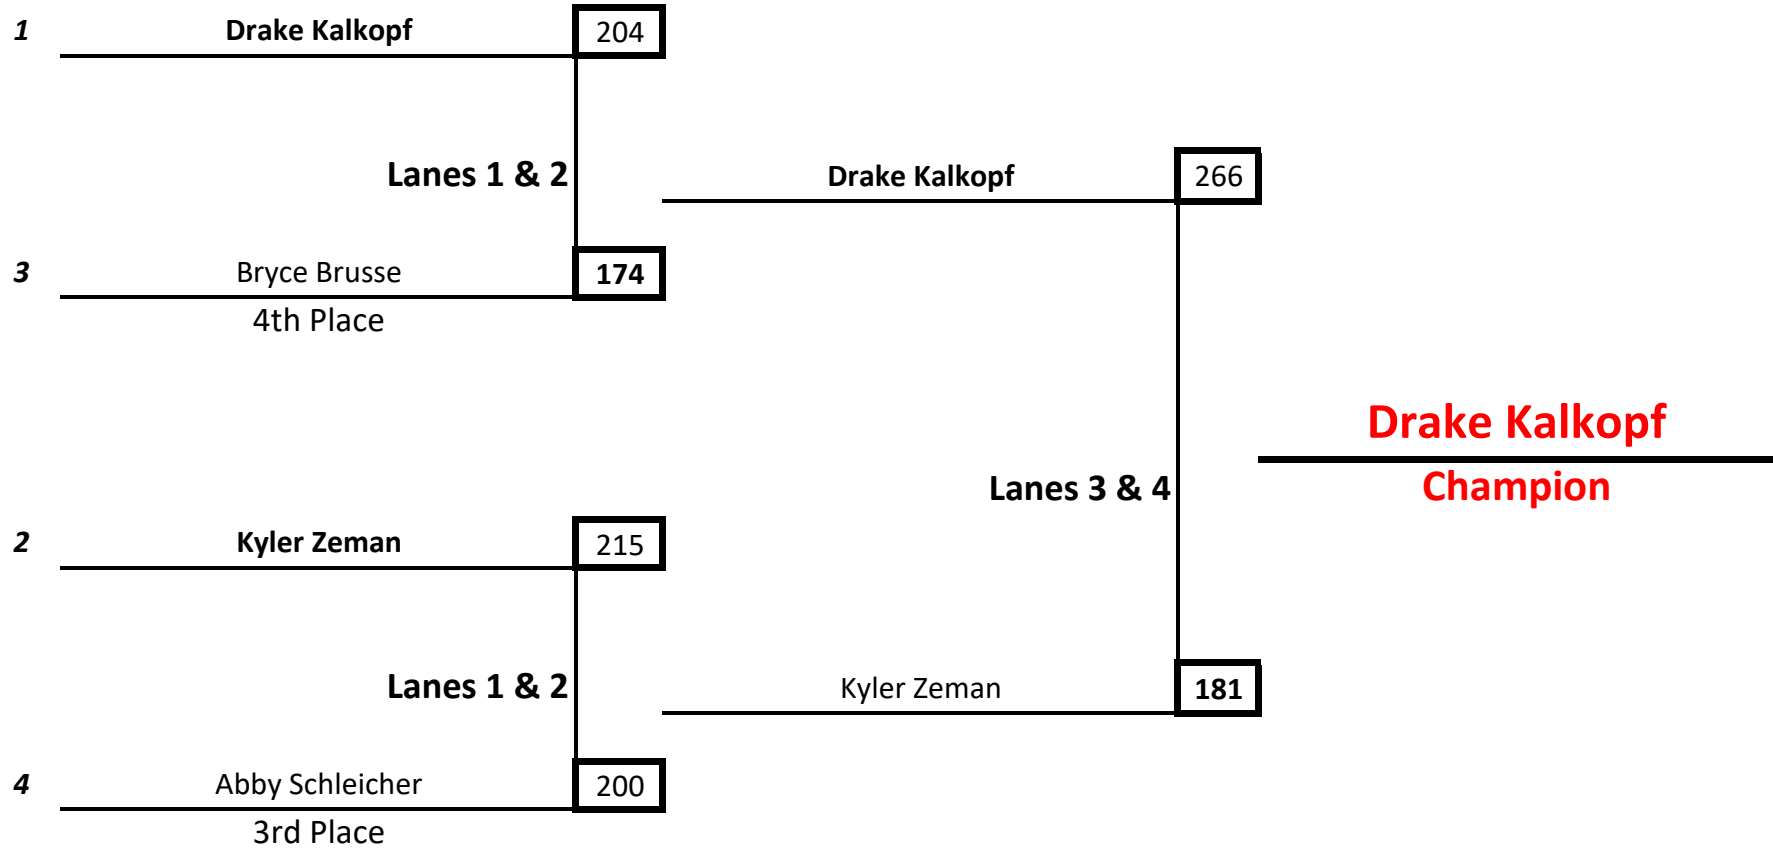 1 Drake Kalkopf 204
Lanes 1 & 2 Drake Kalkopf 266
3 Bryce Brusse 174
4th Place
Drake Kalkopf
Lanes 3 & 4 Champion
2 Kyler Zeman 215
Lanes 1 & 2 Kyler Zeman 181
4 Abby Schleicher 200
3rd Place